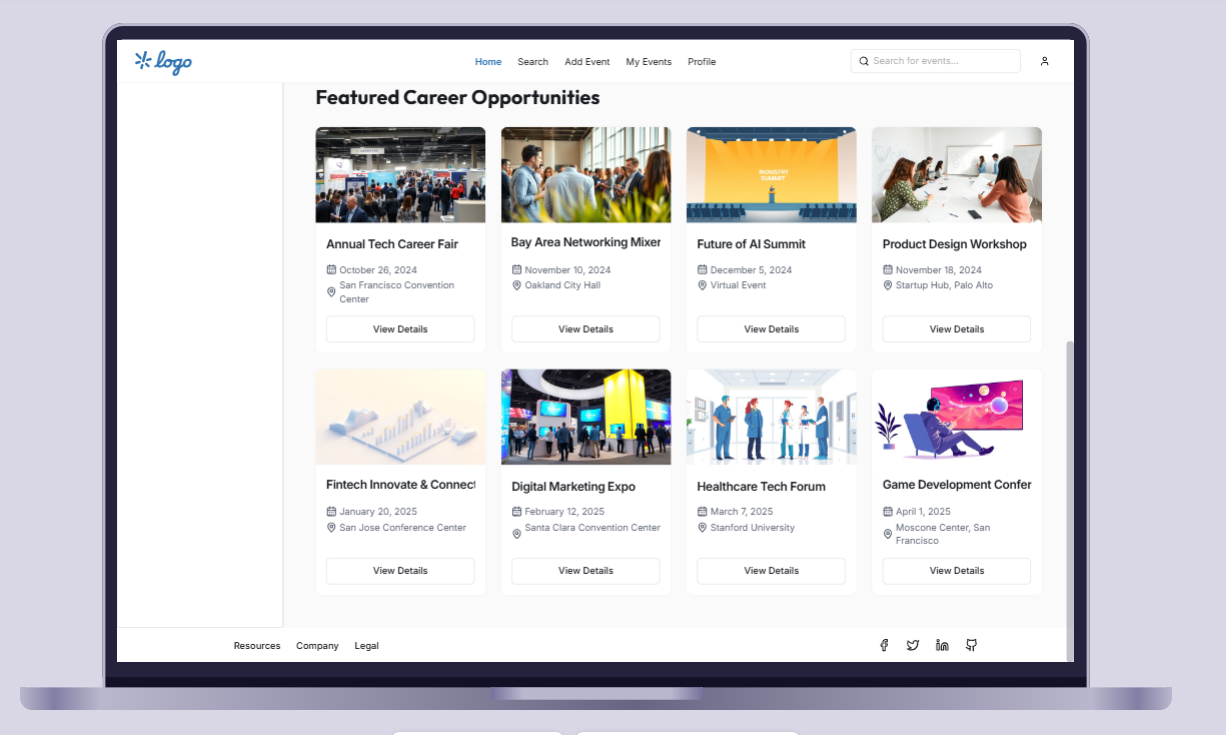 logo
Home Search Add Event My Events Profile
Search for events...
Featured Career Opportunities
INDUSTRY
SUMMIT
Annual Tech Career Fair
October 26, 2024
San Francisco Convention
Center
View Details
Bay Area Networking Mixer
November 10, 2024
Oakland City Hall
View Details
Future of AI Summit
December 5, 2024
Virtual Event
View Details
Product Design Workshop
November 18, 2024
Startup Hub, Palo Alto
View Details
Fintech Innovate & Connect
January 20, 2025
San Jose Conference Center
View Details
Digital Marketing Expo
February 12, 2025
Santa Clara Convention Center
View Details
Healthcare Tech Forum
March 7, 2025
Stanford University
View Details
Game Development Confer
April 1, 2025
Moscone Center, San
Francisco
View Details
Resources Company Legal